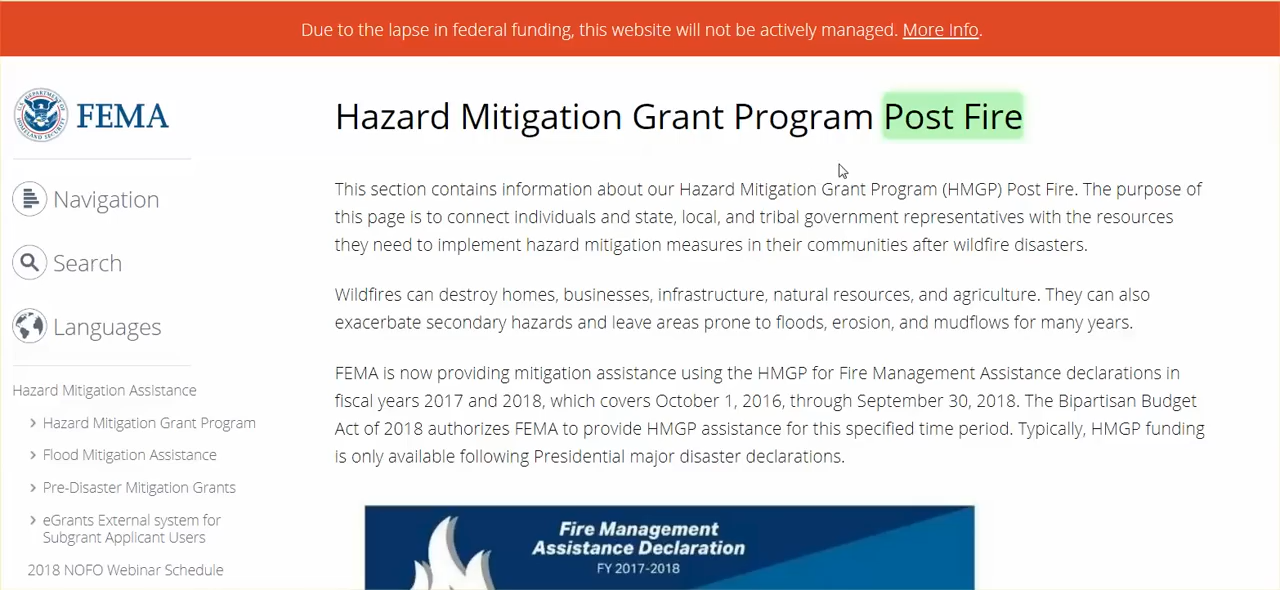 Due to the lapse in federal funding, this website will not be actively managed. More Info.
FEMA
Navigation
Search
Languages
Hazard Mitigation Assistance
Hazard Mitigation Grant Program
Flood Mitigation Assistance
Pre-Disaster Mitigation Grants
eGrants External system for
Subgrant Applicant Users
2018 NOFO Webinar Schedule
Hazard Mitigation Grant Program Post Fire
This section contains information about our Hazard Mitigation Grant Program (HMGP) Post Fire. The purpose of
this page is to connect individuals and state, local, and tribal government representatives with the resources
they need to implement hazard mitigation measures in their communities after wildfire disasters.
Wildfires can destroy homes, businesses, infrastructure, natural resources, and agriculture. They can also
exacerbate secondary hazards and leave areas prone to floods, erosion, and mudflows for many years.
FEMA is now providing mitigation assistance using the HMGP for Fire Management Assistance declarations in
fiscal years 2017 and 2018, which covers October 1, 2016, through September 30, 2018. The Bipartisan Budget
Act of 2018 authorizes FEMA to provide HMGP assistance for this specified time period. Typically, HMGP funding
is only available following Presidential major disaster declarations.
Fire Management
Assistance Declaration
FY 2017-2018